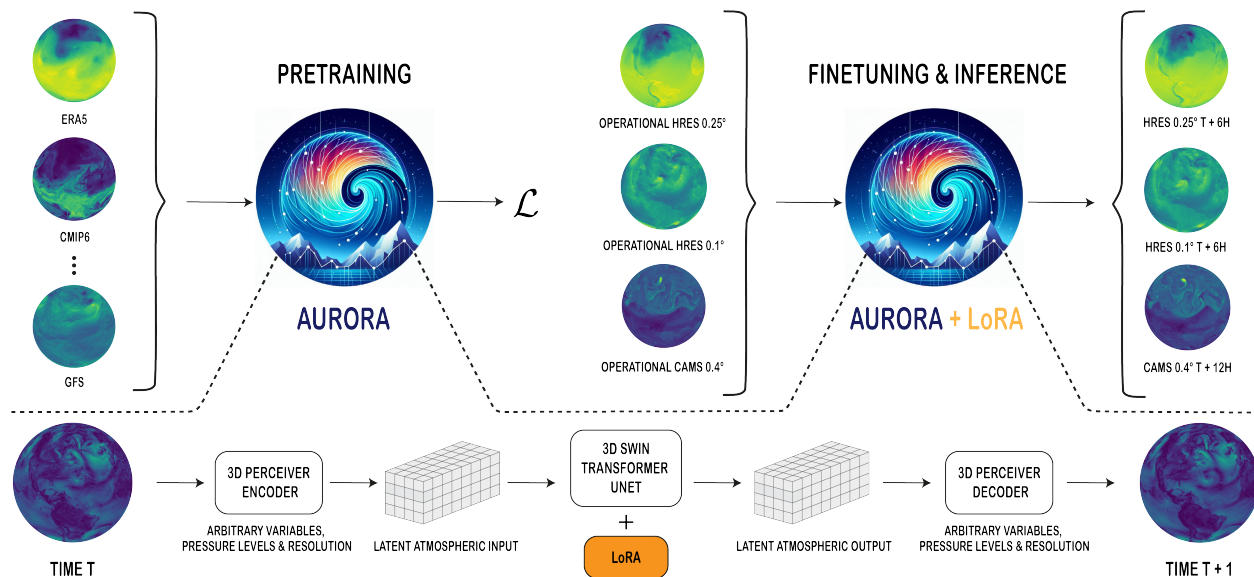 PRETRAINING
ERA5
CMIP6
GFS
AURORA
ℒ
OPERATIONAL HRES 0.25°
OPERATIONAL HRES 0.1°
OPERATIONAL CAMS 0.4°
FINETUNING & INFERENCE
AURORA + LoRA
HRES 0.25° T + 6H
HRES 0.1° T + 6H
CAMS 0.4° T + 12H
TIME T
3D PERCEIVER
ENCODER
ARBITRARY VARIABLES,
PRESSURE LEVELS & RESOLUTION
LATENT ATMOSPHERIC INPUT
3D SWIN
TRANSFORMER
UNET
+
LoRA
LATENT ATMOSPHERIC OUTPUT
3D PERCEIVER
DECODER
ARBITRARY VARIABLES,
PRESSURE LEVELS & RESOLUTION
TIME T + 1